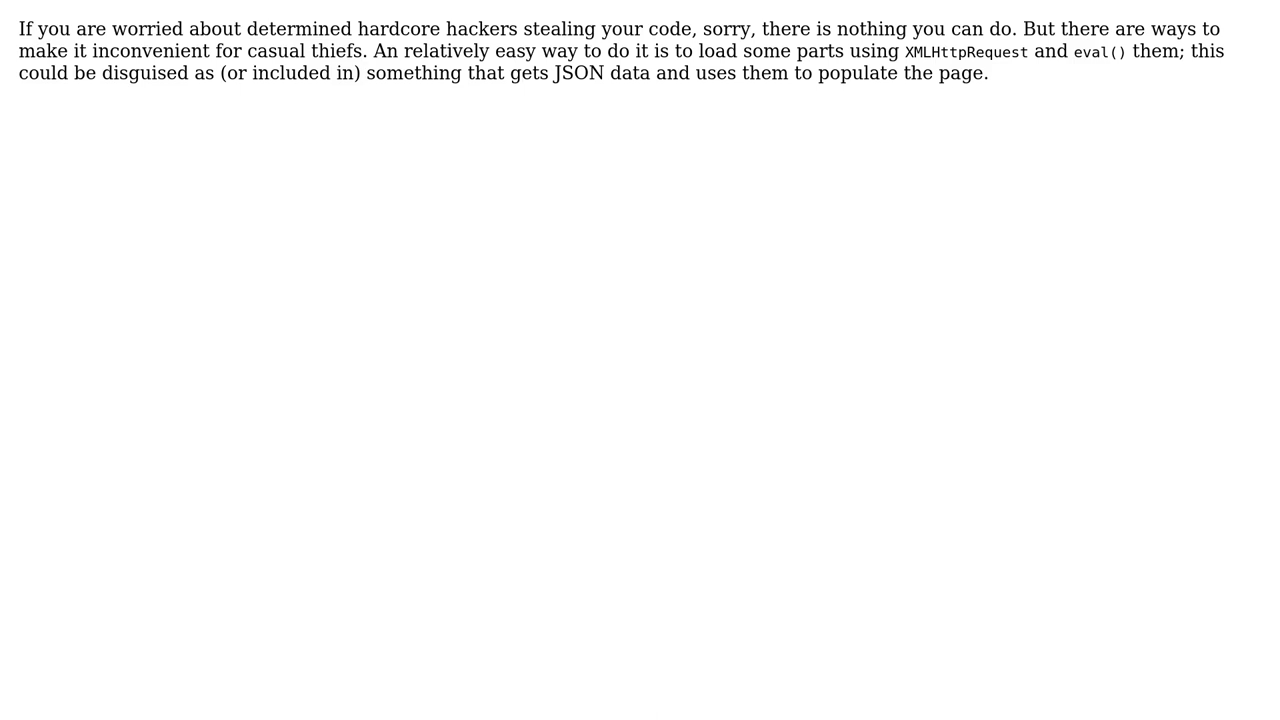 If you are worried about determined hardcore hackers stealing your code, sorry, there is nothing you can do. But there are ways to
make it inconvenient for casual thiefs. An relatively easy way to do it is to load some parts using XMLHttpRequest and eval() them; this
could be disguised as (or included in) something that gets JSON data and uses them to populate the page.